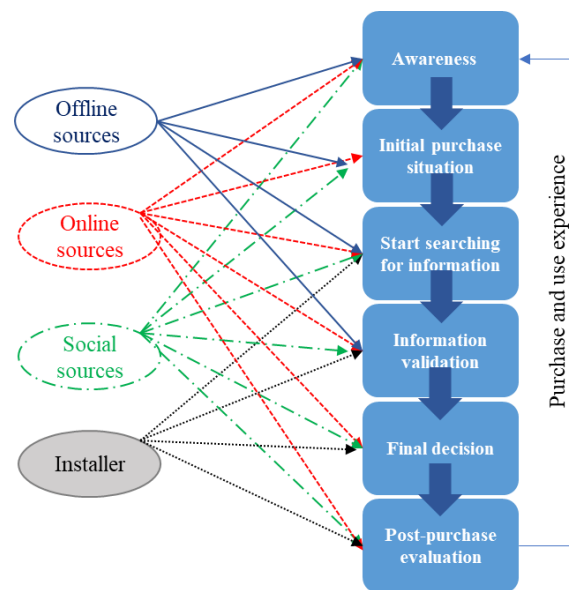 Offline
sources
Online
sources
Social
sources
Installer
Awareness
Initial purchase
situation
Start searching
for information
Information
validation
Final decision
Post-purchase
evaluation
Purchase and use experience